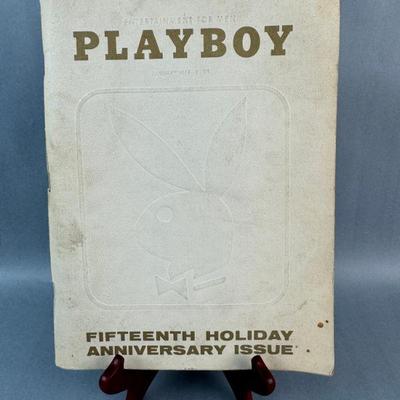 ENTERTAINMENT FOR MEN
PLAYBOY
FIFTEENTH HOLIDAY
ANNIVERSARY ISSUE